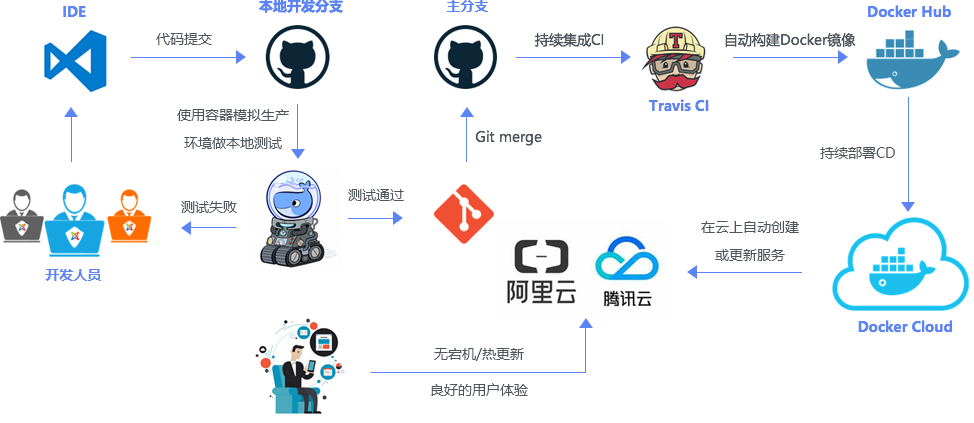 IDE
本地开发分支
主分支
Docker Hub
代码提交
持续集成CI
自动构建Docker镜像
T
Travis CI
使用容器模拟生产
环境做本地测试
Git merge
持续部署CD
测试失败
测试通过
开发人员
在云上自动创建
或更新服务
阿里云
腾讯云
Docker Cloud
无宕机/热更新
良好的用户体验